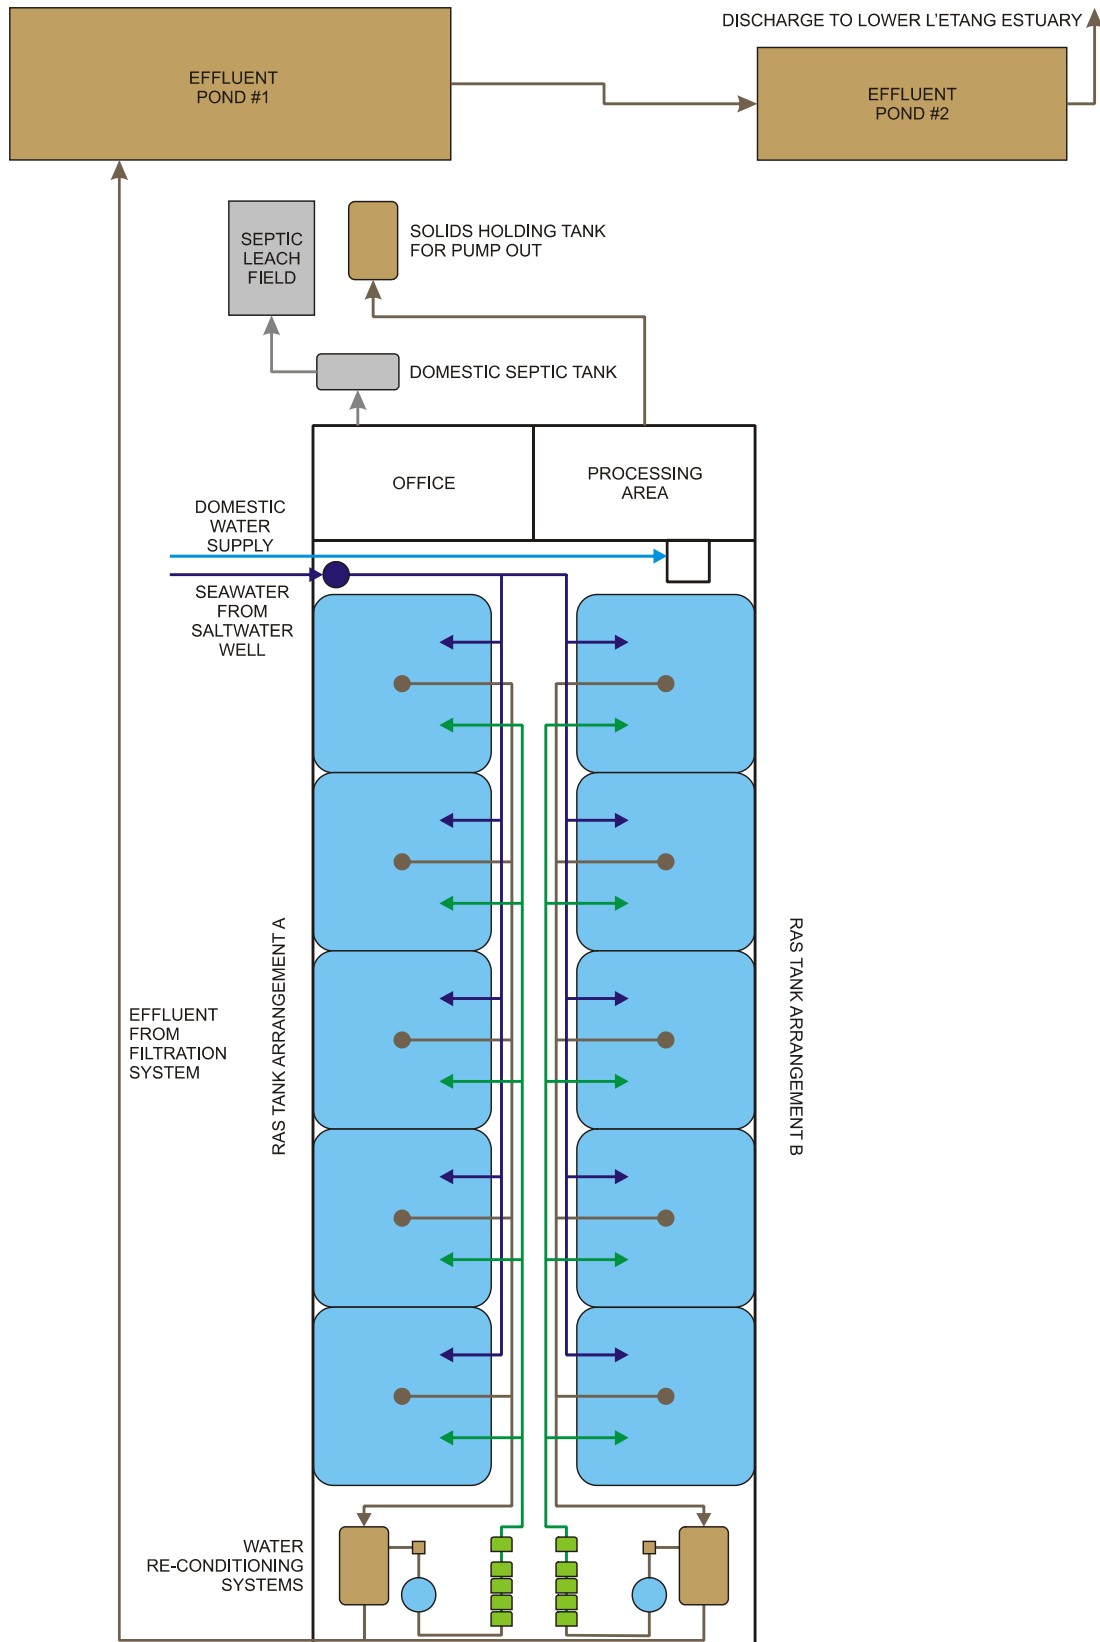 DISCHARGE TO LOWER L'ETANG ESTUARY
EFFLUENT
POND #1
EFFLUENT
POND #2
SEPTIC
LEACH
FIELD
SOLIDS HOLDING TANK
FOR PUMP OUT
DOMESTIC SEPTIC TANK
OFFICE
PROCESSING
AREA
DOMESTIC
WATER
SUPPLY
SEAWATER
FROM
SALTWATER
WELL
RAS TANK ARRANGEMENT A
RAS TANK ARRANGEMENT B
EFFLUENT
FROM
FILTRATION
SYSTEM
WATER
RE-CONDITIONING
SYSTEMS